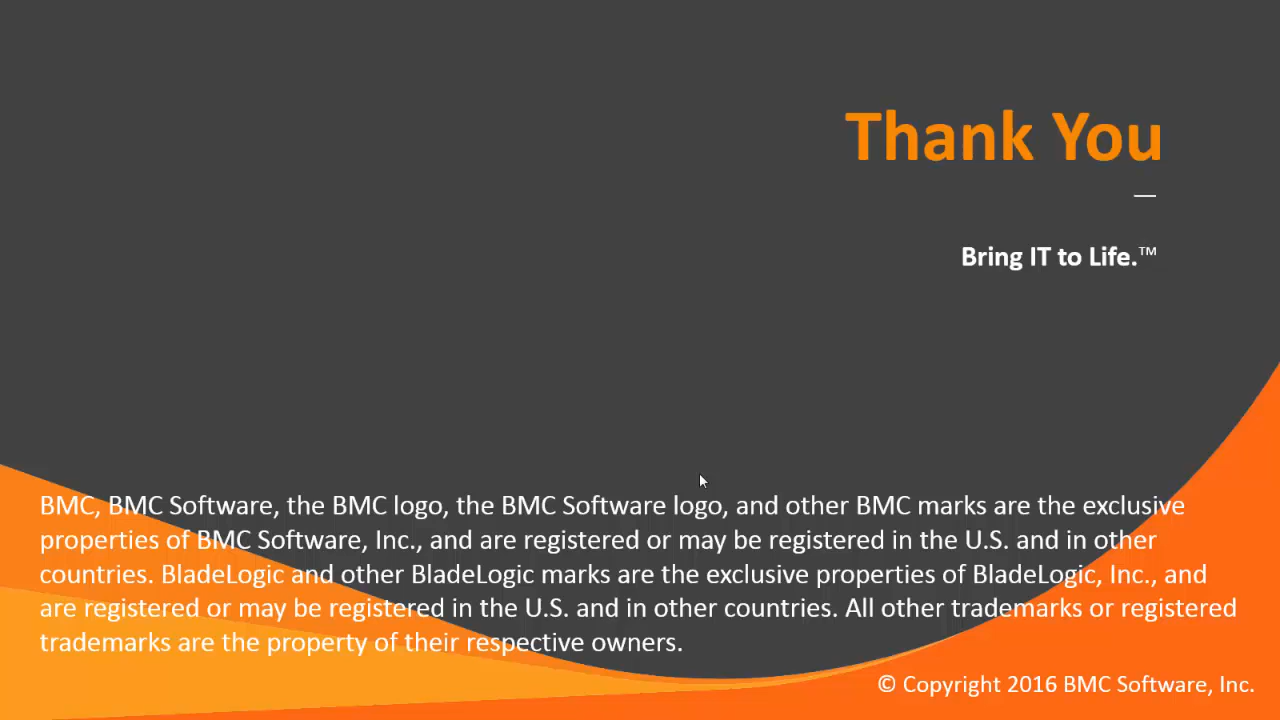 Thank You
Bring IT to Life.™
BMC, BMC Software, the BMC logo, the BMC Software logo, and other BMC marks are the exclusive
properties of BMC Software, Inc., and are registered or may be registered in the U.S. and in other
countries. BladeLogic and other BladeLogic marks are the exclusive properties of BladeLogic, Inc., and
are registered or may be registered in the U.S. and in other countries. All other trademarks or registered
trademarks are the property of their respective owners.
© Copyright 2016 BMC Software, Inc.